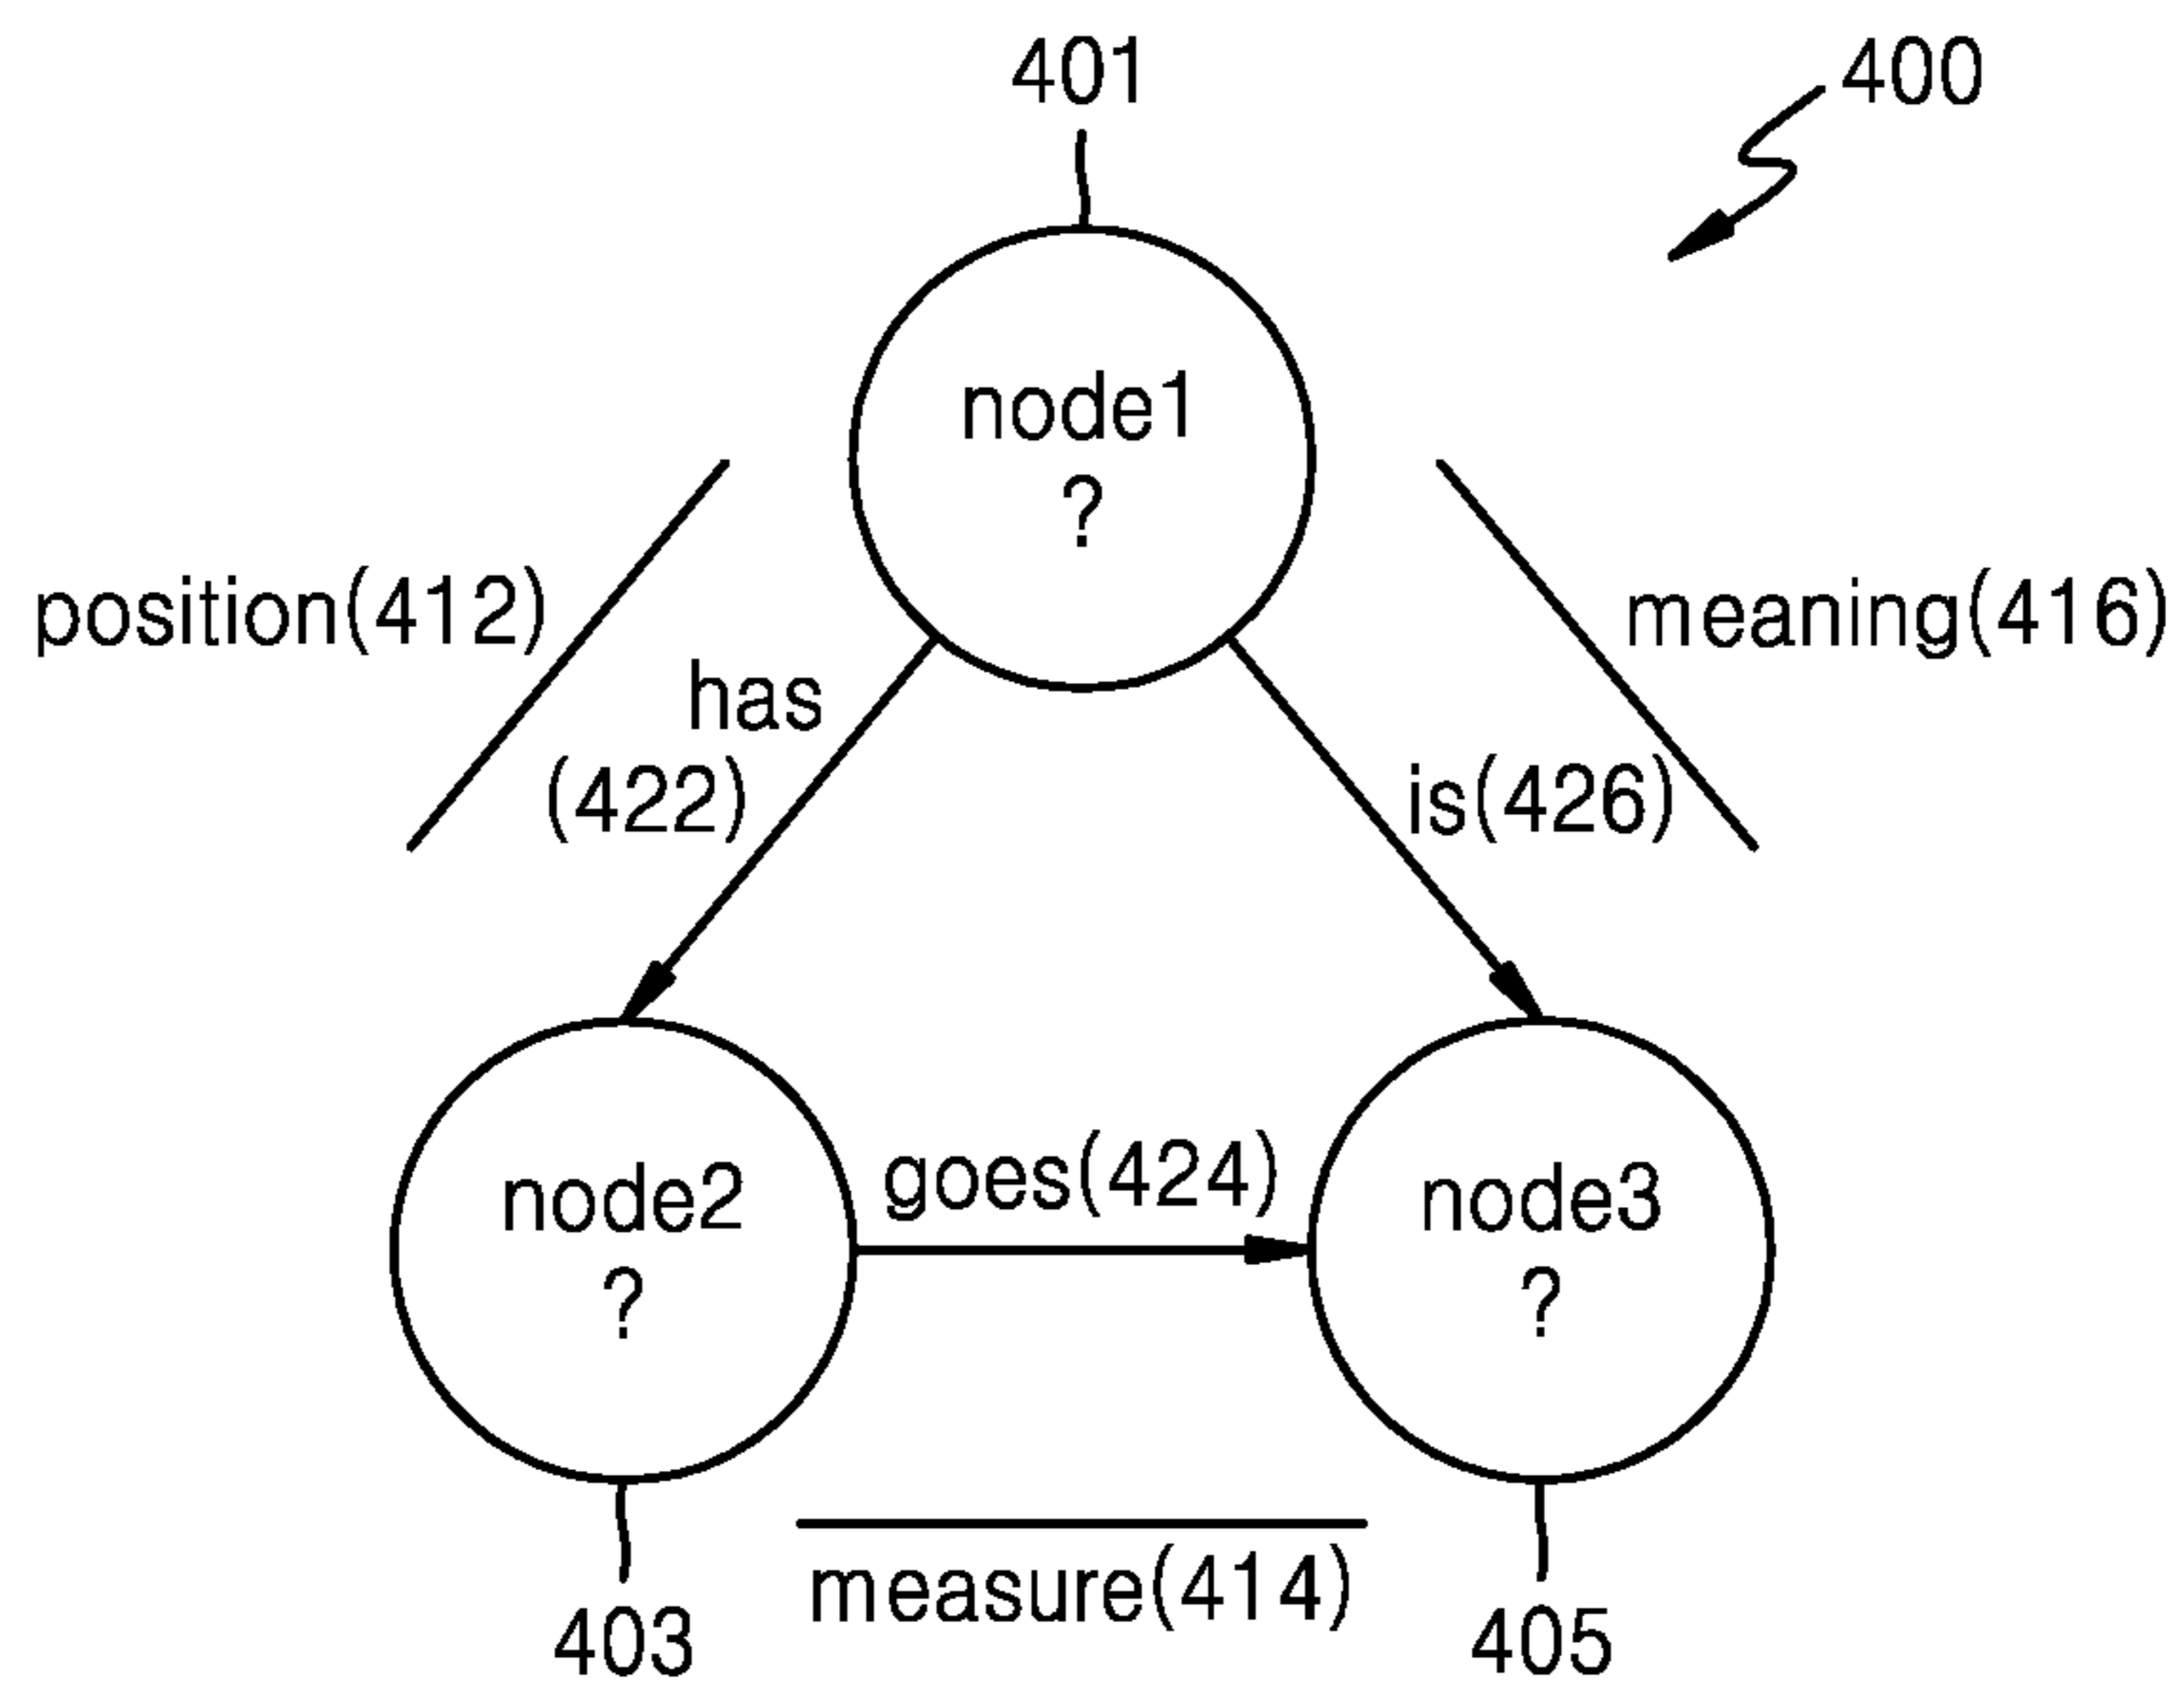 401
400
node1
?
position(412)
meaning(416)
has
(422)
is(426)
node2
?
goes(424)
node3
?
measure(414)
403
405